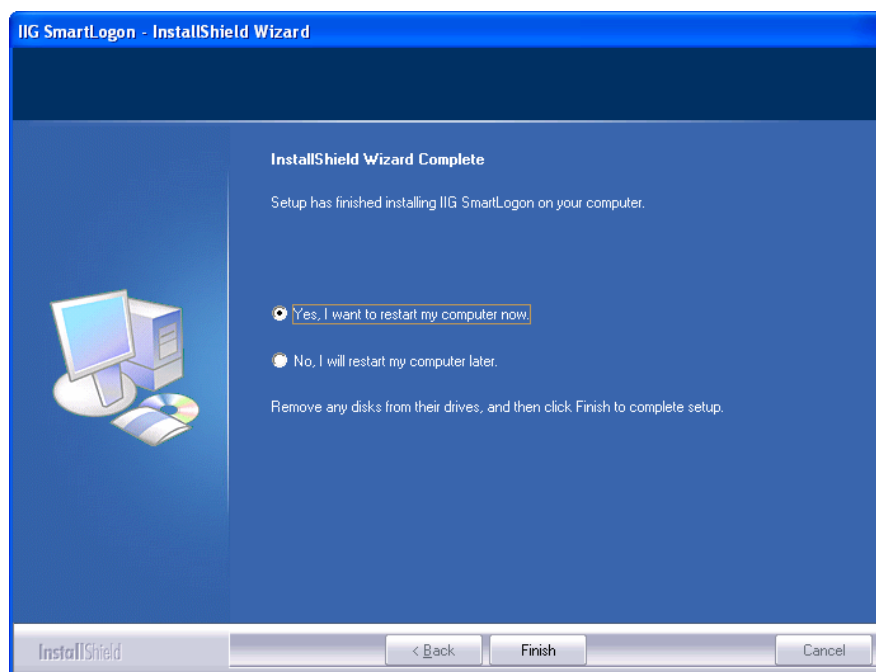 IIG SmartLogon - InstallShield Wizard
InstallShield Wizard Complete
Setup has finished installing IIG SmartLogon on your computer.
Yes, I want to restart my computer now.
No, I will restart my computer later.
Remove any disks from their drives, and then click Finish to complete setup.
InstallShield
< Back Finish Cancel